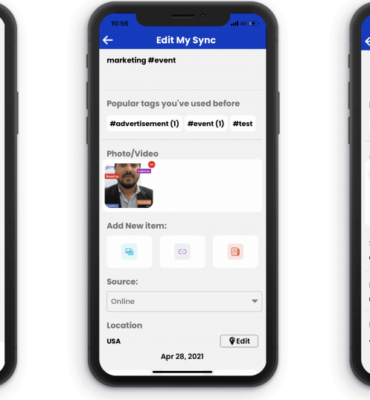 10:58
4G
Edit My Sync
marketing #event
Popular tags you've used before
#advertisement (1) #event (1) #test
Photo/Video
Add New item:
Source:
Online
Location
USA
Edit
Apr 28, 2021